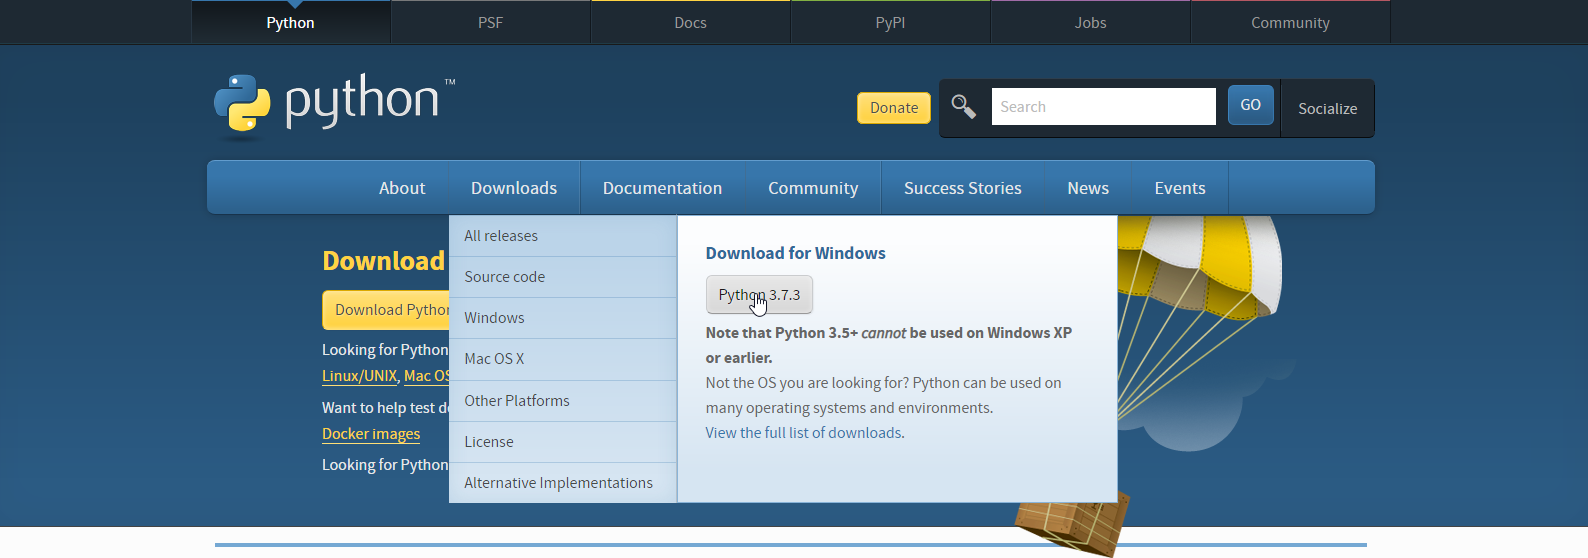 Python PSF Docs PyPI Jobs Community
python™
Donate Search GO Socialize
About Downloads Documentation Community Success Stories News Events
All releases
Source code
Windows
Mac OS X
Other Platforms
License
Alternative Implementations
Download for Windows
Python 3.7.3
Note that Python 3.5+ cannot be used on Windows XP
or earlier.
Not the OS you are looking for? Python can be used on
many operating systems and environments.
View the full list of downloads.
Download
Download Python
Looking for Python
Linux/UNIX, Mac OS
Want to help test
Docker images
Looking for Python